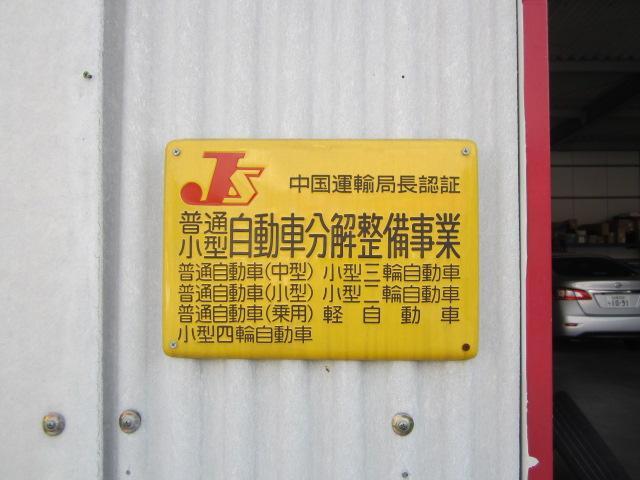 JS 中国運輸局長認証
普通
小型 自動車分解整備事業
普通自動車(中型) 小型三輪自動車
普通自動車(小型) 小型二輪自動車
普通自動車(乗用) 軽自動車
小型四輪自動車
10-91